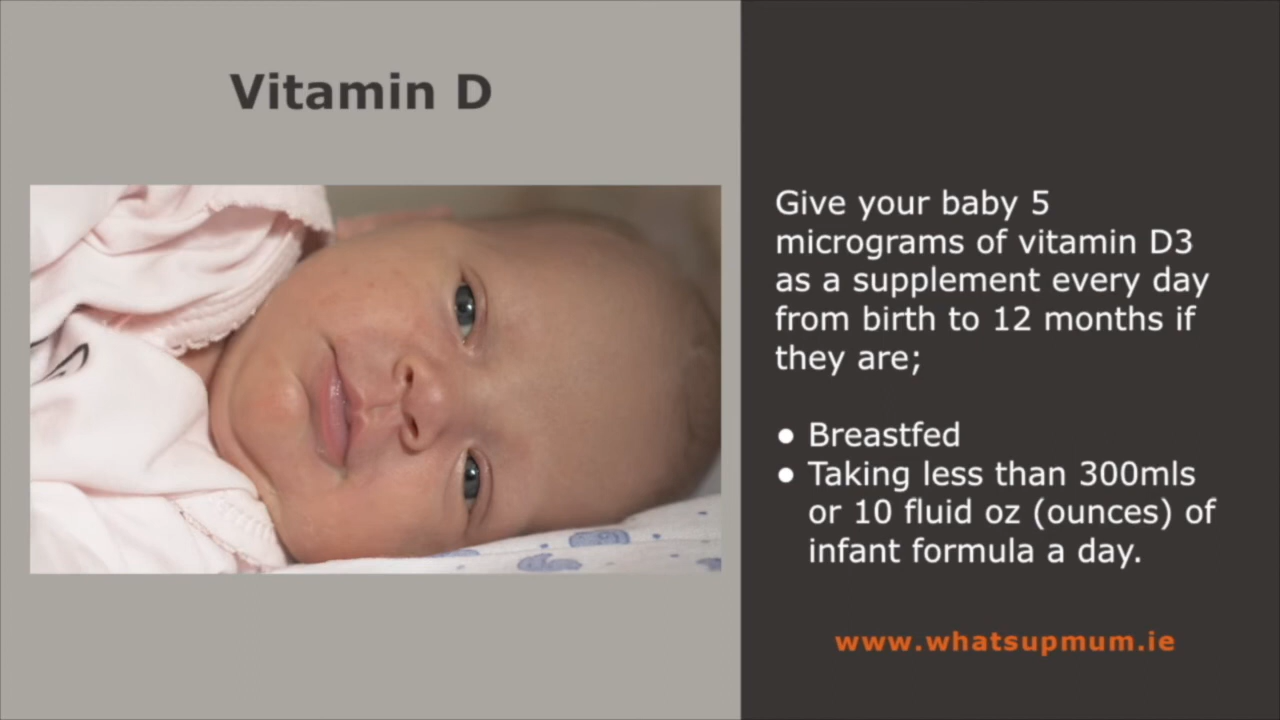 Vitamin D
Give your baby 5
micrograms of vitamin D3
as a supplement every day
from birth to 12 months if
they are;
● Breastfed
● Taking less than 300mls
or 10 fluid oz (ounces) of
infant formula a day.
www.whatsupmum.ie